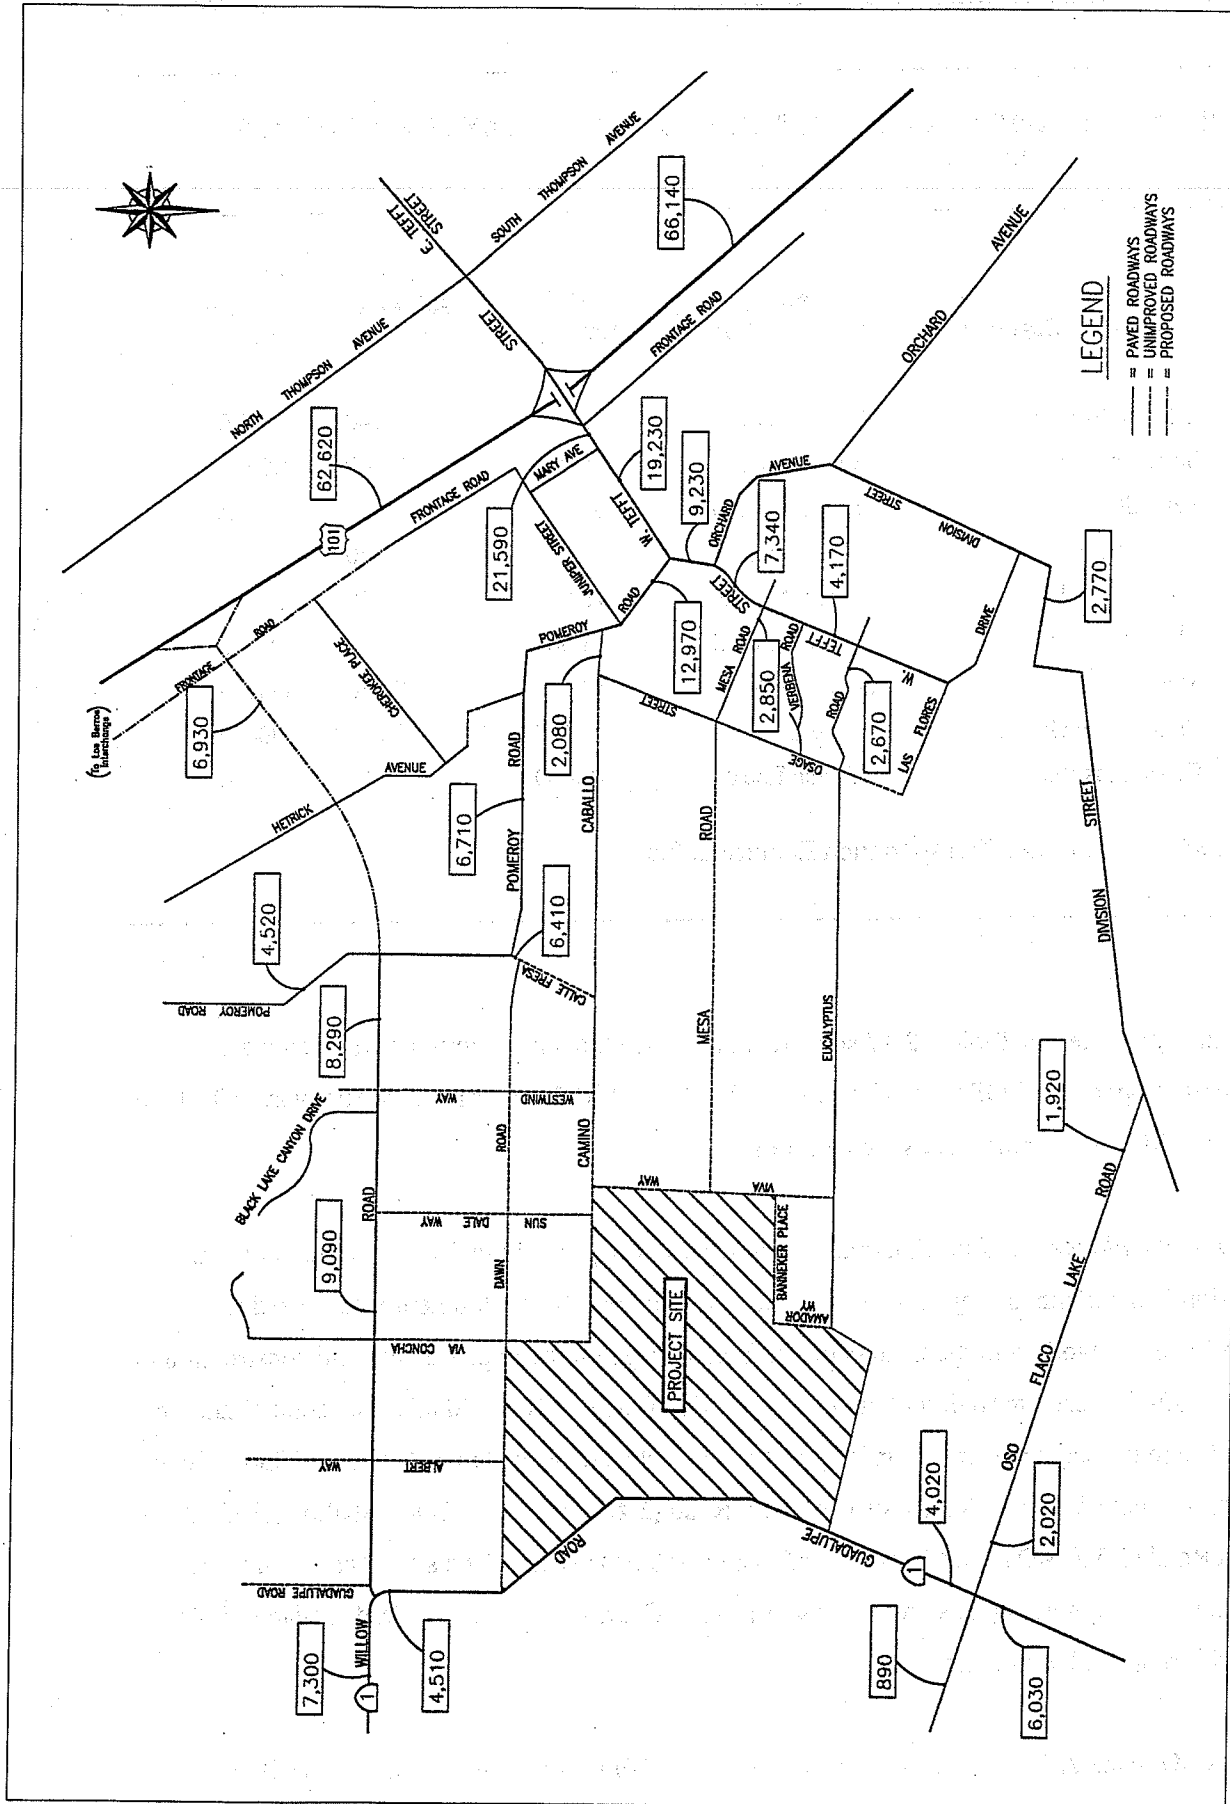 (To Los Berros
Interchange)
6,930
62,620
66,140
101
NORTH THOMPSON AVENUE
SOUTH THOMPSON AVENUE
E. TEFFT
STREET
STREET
FRONTAGE ROAD
FRONTAGE ROAD
FRONTAGE ROAD
CHEROKEE PLACE
HETRICK AVENUE
21,590
MARY AVE
JUNIPER STREET
W. TEFFT
19,230
9,230
ORCHARD AVENUE
ORCHARD AVENUE
STREET
7,340
4,170
TEFFT
W.
DIVISION STREET
2,770
DRIVE
LAS FLORES
POMEROY ROAD
12,970
MESA ROAD
2,850
VERBENA ROAD
ROAD
2,670
OSAGE
STREET
2,080
CABALLO
6,710
POMEROY ROAD
6,410
CALLE FRESA
4,520
POMEROY ROAD
8,290
WESTWIND WAY
BLACK LAKE CANYON DRIVE
ROAD
9,090
SUN DALE WAY
DAWN ROAD
CAMINO
MESA ROAD
EUCALYPTUS
VIVA WAY
BANNEKER PLACE
AMADOR
WY
PROJECT SITE
VIA CONCHA
ALBERT WAY
GUADALUPE ROAD
WILLOW
7,300
1
4,510
ROAD
GUADALUPE
1
4,020
DIVISION STREET
1,920
OSO FLACO LAKE ROAD
2,020
890
6,030
LEGEND
= PAVED ROADWAYS
= UNIMPROVED ROADWAYS
= PROPOSED ROADWAYS